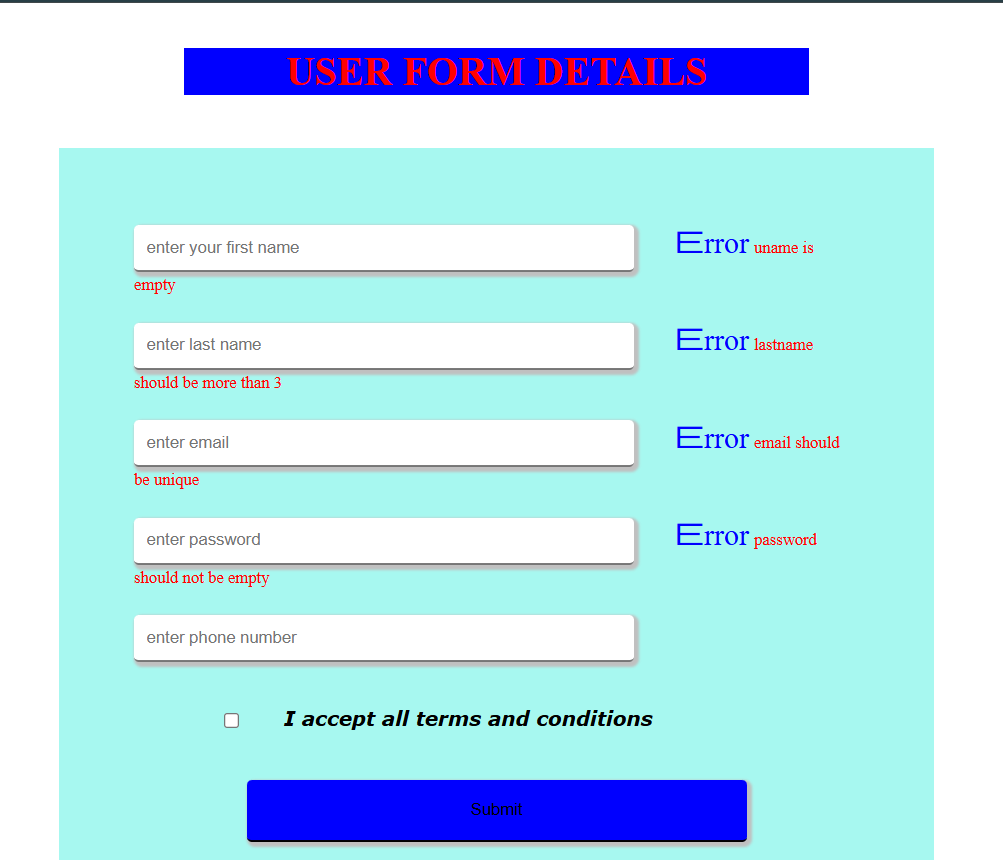 USER FORM DETAILS
enter your first name Error uname is
empty
enter last name Error lastname
should be more than 3
enter email Error email should
be unique
enter password Error password
should not be empty
enter phone number
I accept all terms and conditions
Submit